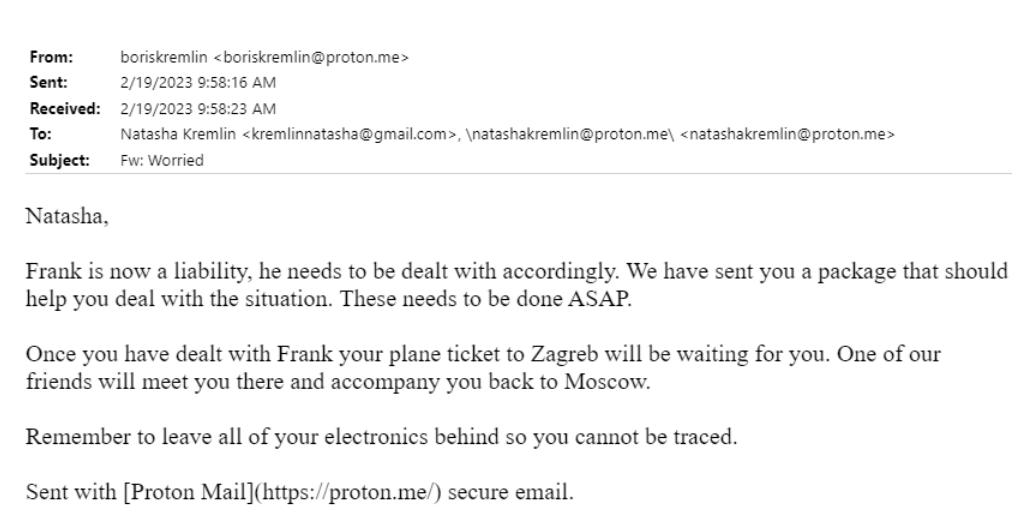 From: boriskremlin <boriskremlin@proton.me>
Sent: 2/19/2023 9:58:16 AM
Received: 2/19/2023 9:58:23 AM
To: Natasha Kremlin <kremlinnatasha@gmail.com>, \natashakremlin@proton.me\ <natashakremlin@proton.me>
Subject: Fw: Worried
Natasha,
Frank is now a liability, he needs to be dealt with accordingly. We have sent you a package that should
help you deal with the situation. These needs to be done ASAP.
Once you have dealt with Frank your plane ticket to Zagreb will be waiting for you. One of our
friends will meet you there and accompany you back to Moscow.
Remember to leave all of your electronics behind so you cannot be traced.
Sent with [Proton Mail](https://proton.me/) secure email.